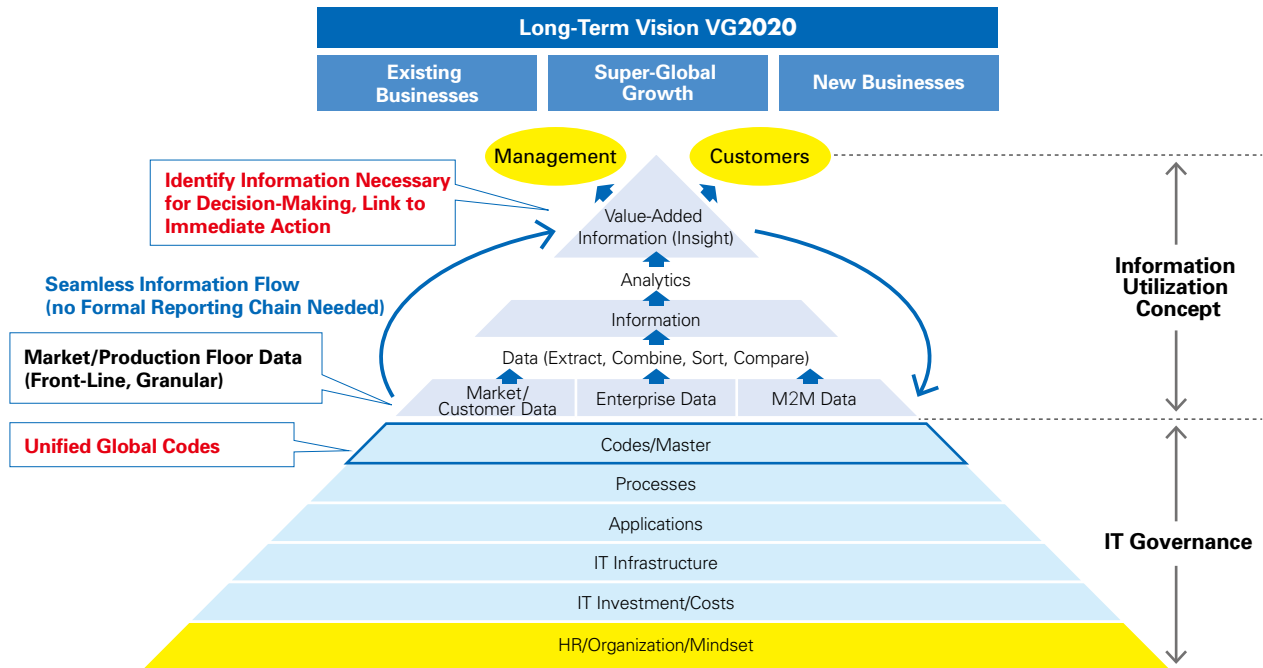 Long-Term Vision VG2020
Existing
Businesses
Super-Global
Growth
New Businesses
Management
Customers
Identify Information Necessary
for Decision-Making, Link to
Immediate Action
Value-Added
Information (Insight)
Analytics
Seamless Information Flow
(no Formal Reporting Chain Needed)
Information
Information
Utilization
Concept
Market/Production Floor Data
(Front-Line, Granular)
Data (Extract, Combine, Sort, Compare)
Market/
Customer Data
Enterprise Data
M2M Data
Unified Global Codes
Codes/Master
Processes
Applications
IT Infrastructure
IT Investment/Costs
HR/Organization/Mindset
IT Governance